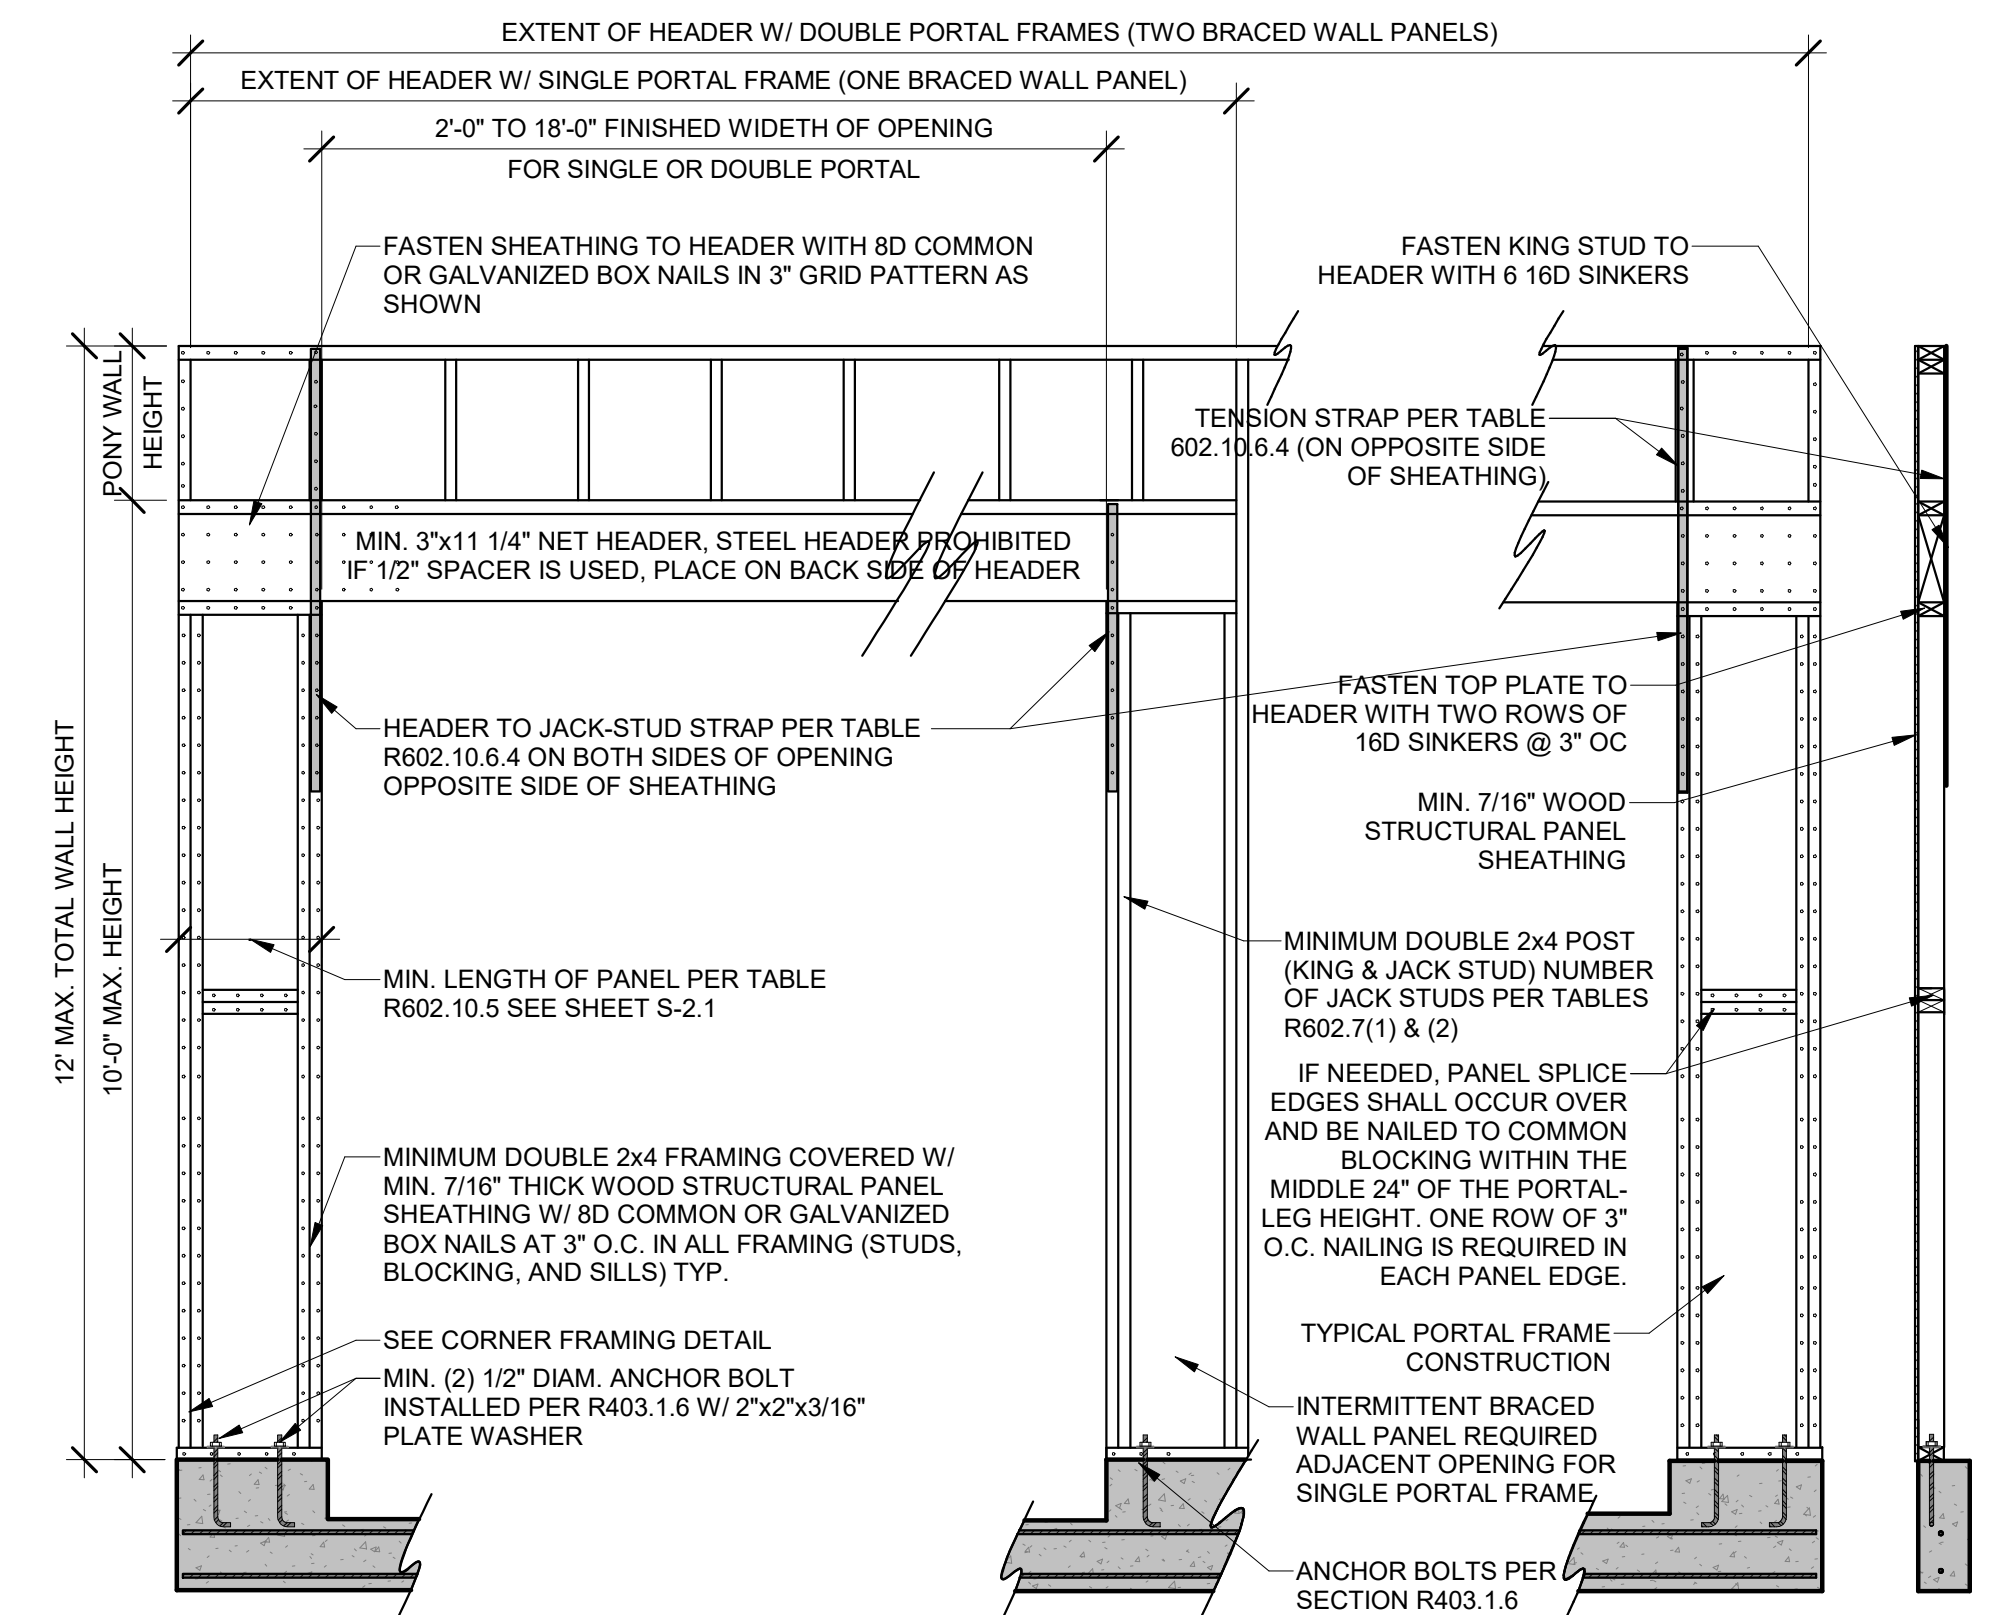 EXTENT OF HEADER W/ DOUBLE PORTAL FRAMES (TWO BRACED WALL PANELS)
EXTENT OF HEADER W/ SINGLE PORTAL FRAME (ONE BRACED WALL PANEL)
2'-0" TO 18'-0" FINISHED WIDETH OF OPENING
FOR SINGLE OR DOUBLE PORTAL
FASTEN SHEATHING TO HEADER WITH 8D COMMON
OR GALVANIZED BOX NAILS IN 3" GRID PATTERN AS
SHOWN
FASTEN KING STUD TO
HEADER WITH 6 16D SINKERS
PONY WALL
HEIGHT
TENSION STRAP PER TABLE
602.10.6.4 (ON OPPOSITE SIDE
OF SHEATHING)
MIN. 3"x11 1/4" NET HEADER, STEEL HEADER PROHIBITED
IF 1/2" SPACER IS USED, PLACE ON BACK SIDE OF HEADER
12' MAX. TOTAL WALL HEIGHT
10'-0" MAX. HEIGHT
HEADER TO JACK-STUD STRAP PER TABLE
R602.10.6.4 ON BOTH SIDES OF OPENING
OPPOSITE SIDE OF SHEATHING
FASTEN TOP PLATE TO
HEADER WITH TWO ROWS OF
16D SINKERS @ 3" OC
MIN. 7/16" WOOD
STRUCTURAL PANEL
SHEATHING
MIN. LENGTH OF PANEL PER TABLE
R602.10.5 SEE SHEET S-2.1
MINIMUM DOUBLE 2x4 POST
(KING & JACK STUD) NUMBER
OF JACK STUDS PER TABLES
R602.7(1) & (2)
IF NEEDED, PANEL SPLICE
EDGES SHALL OCCUR OVER
AND BE NAILED TO COMMON
BLOCKING WITHIN THE
MIDDLE 24" OF THE PORTAL-
LEG HEIGHT. ONE ROW OF 3"
O.C. NAILING IS REQUIRED IN
EACH PANEL EDGE.
MINIMUM DOUBLE 2x4 FRAMING COVERED W/
MIN. 7/16" THICK WOOD STRUCTURAL PANEL
SHEATHING W/ 8D COMMON OR GALVANIZED
BOX NAILS AT 3" O.C. IN ALL FRAMING (STUDS,
BLOCKING, AND SILLS) TYP.
SEE CORNER FRAMING DETAIL
MIN. (2) 1/2" DIAM. ANCHOR BOLT
INSTALLED PER R403.1.6 W/ 2"x2"x3/16"
PLATE WASHER
TYPICAL PORTAL FRAME
CONSTRUCTION
INTERMITTENT BRACED
WALL PANEL REQUIRED
ADJACENT OPENING FOR
SINGLE PORTAL FRAME
ANCHOR BOLTS PER
SECTION R403.1.6